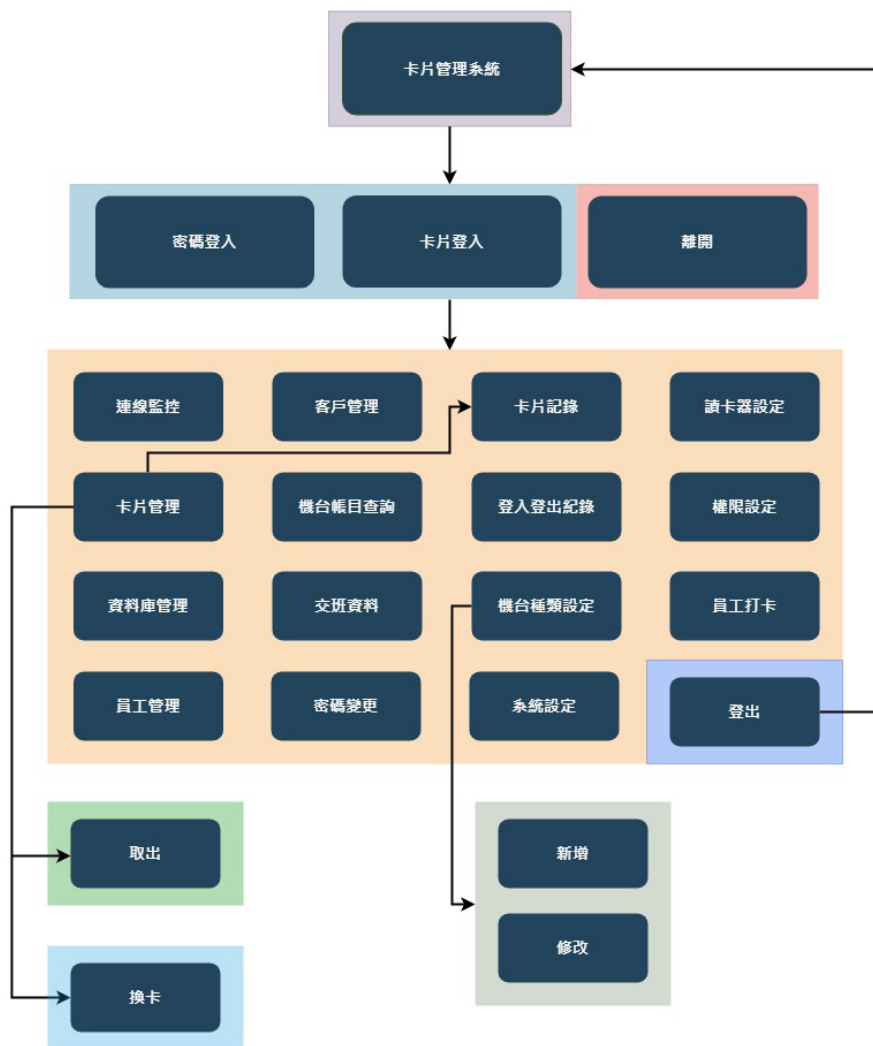 卡片管理系統
密碼登入
卡片登入
離開
連線監控
客戶管理
卡片記錄
讀卡器設定
卡片管理
機台帳目查詢
登入登出紀錄
權限設定
資料庫管理
交班資料
機台種類設定
員工打卡
員工管理
密碼變更
系統設定
登出
取出
新增
修改
換卡